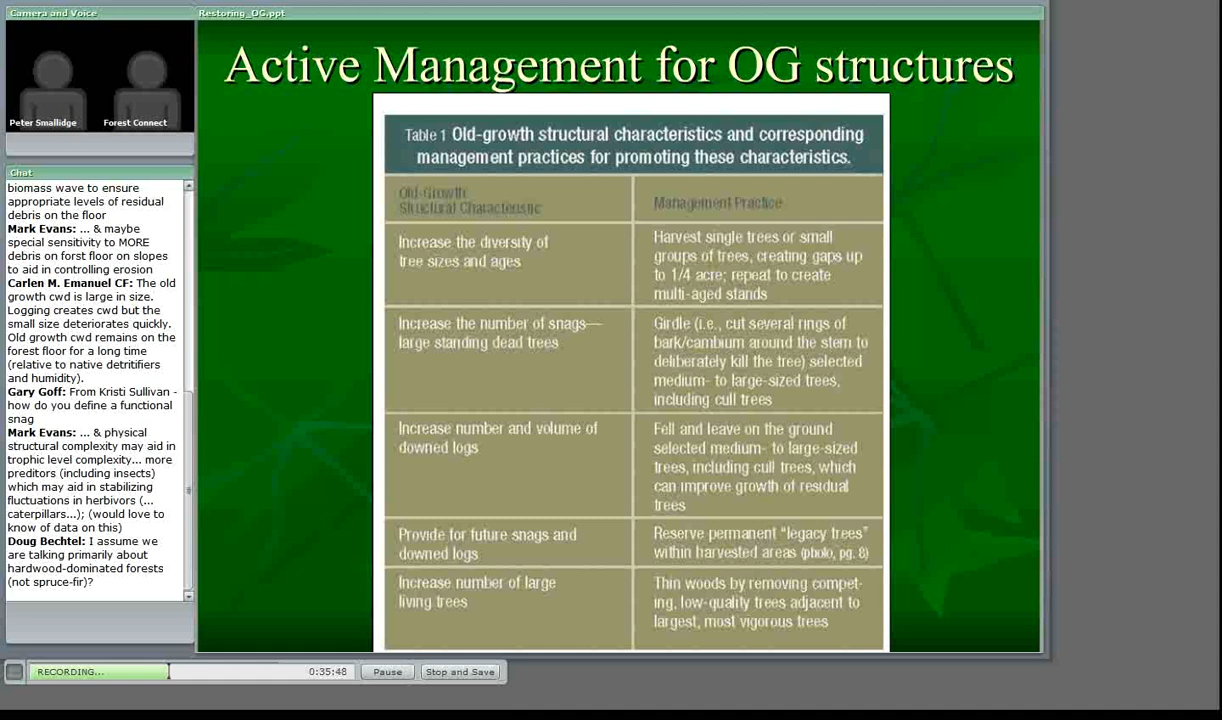 Camera and Voice
Restoring_OG.ppt
Peter Smallidge
Forest Connect
Chat
biomass wave to ensure
appropriate levels of residual
debris on the floor
Mark Evans: ... & maybe
special sensitivity to MORE
debris on forst floor on slopes
to aid in controlling erosion
Carlen M. Emanuel CF: The old
growth cwd is large in size.
Logging creates cwd but the
small size deteriorates quickly.
Old growth cwd remains on the
forest floor for a long time
(relative to native detritifiers
and humidity).
Gary Goff: From Kristi Sullivan -
how do you define a functional
snag
Mark Evans: ... & physical
structural complexity may aid in
trophic level complexity... more
preditors (including insects)
which may aid in stabilizing
fluctuations in herbivors (...
caterpillars...); (would love to
know of data on this)
Doug Bechtel: I assume we
are talking primarily about
hardwood-dominated forests
(not spruce-fir)?
Active Management for OG structures
Table 1 Old-growth structural characteristics and corresponding
management practices for promoting these characteristics.
Old-Growth
Structural Characteristic
Management Practice
Increase the diversity of
tree sizes and ages
Harvest single trees or small
groups of trees, creating gaps up
to 1/4 acre; repeat to create
multi-aged stands
Increase the number of snags—
large standing dead trees
Girdle (i.e., cut several rings of
bark/cambium around the stem to
deliberately kill the tree) selected
medium- to large-sized trees,
including cull trees
Increase number and volume of
downed logs
Fell and leave on the ground
selected medium- to large-sized
trees, including cull trees, which
can improve growth of residual
trees
Provide for future snags and
downed logs
Reserve permanent “legacy trees”
within harvested areas (photo, pg. 8)
Increase number of large
living trees
Thin woods by removing compet-
ing, low-quality trees adjacent to
largest, most vigorous trees
RECORDING...
0:35:48
Pause
Stop and Save